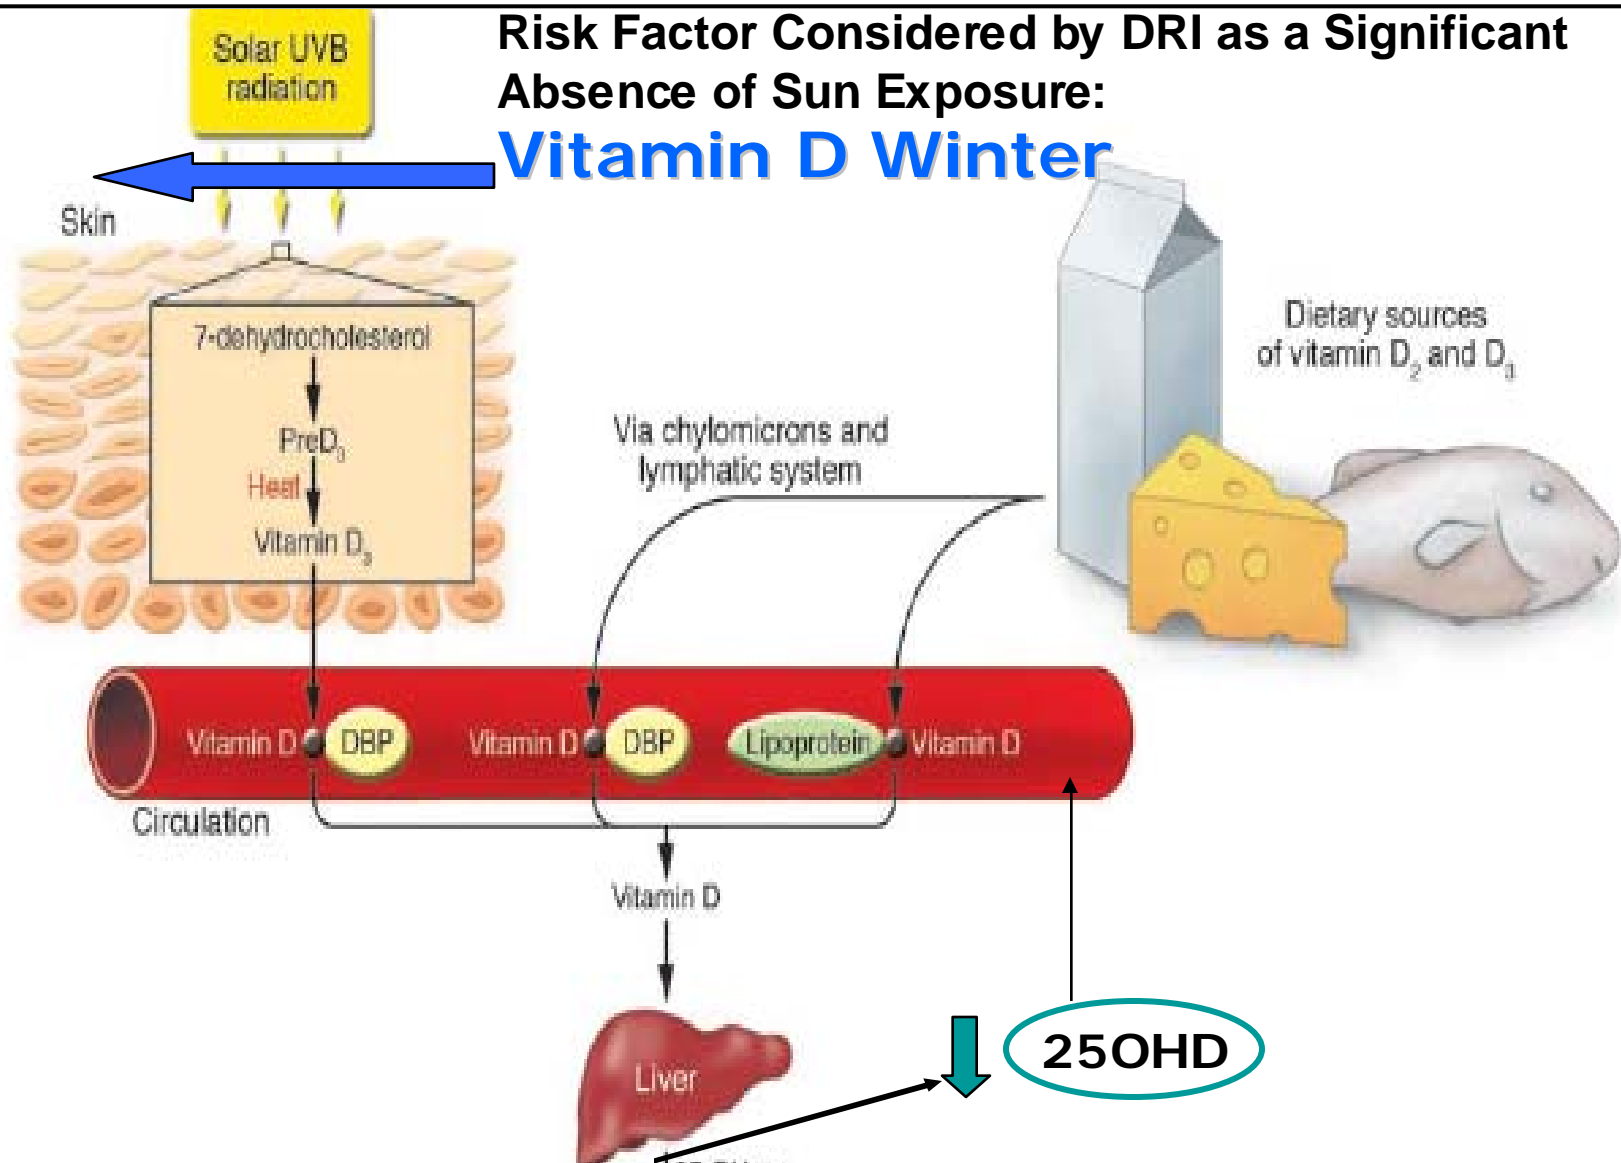 Risk Factor Considered by DRI as a Significant
Absence of Sun Exposure:
Vitamin D Winter
Solar UVB
radiation
Skin
7-dehydrocholesterol
PreD₃
Heat
Vitamin D₃
Dietary sources
of vitamin D₂ and D₃
Via chylomicrons and
lymphatic system
Vitamin D
DBP
Vitamin D
DBP
Lipoprotein
Vitamin D
Circulation
Vitamin D
Liver
25OHD